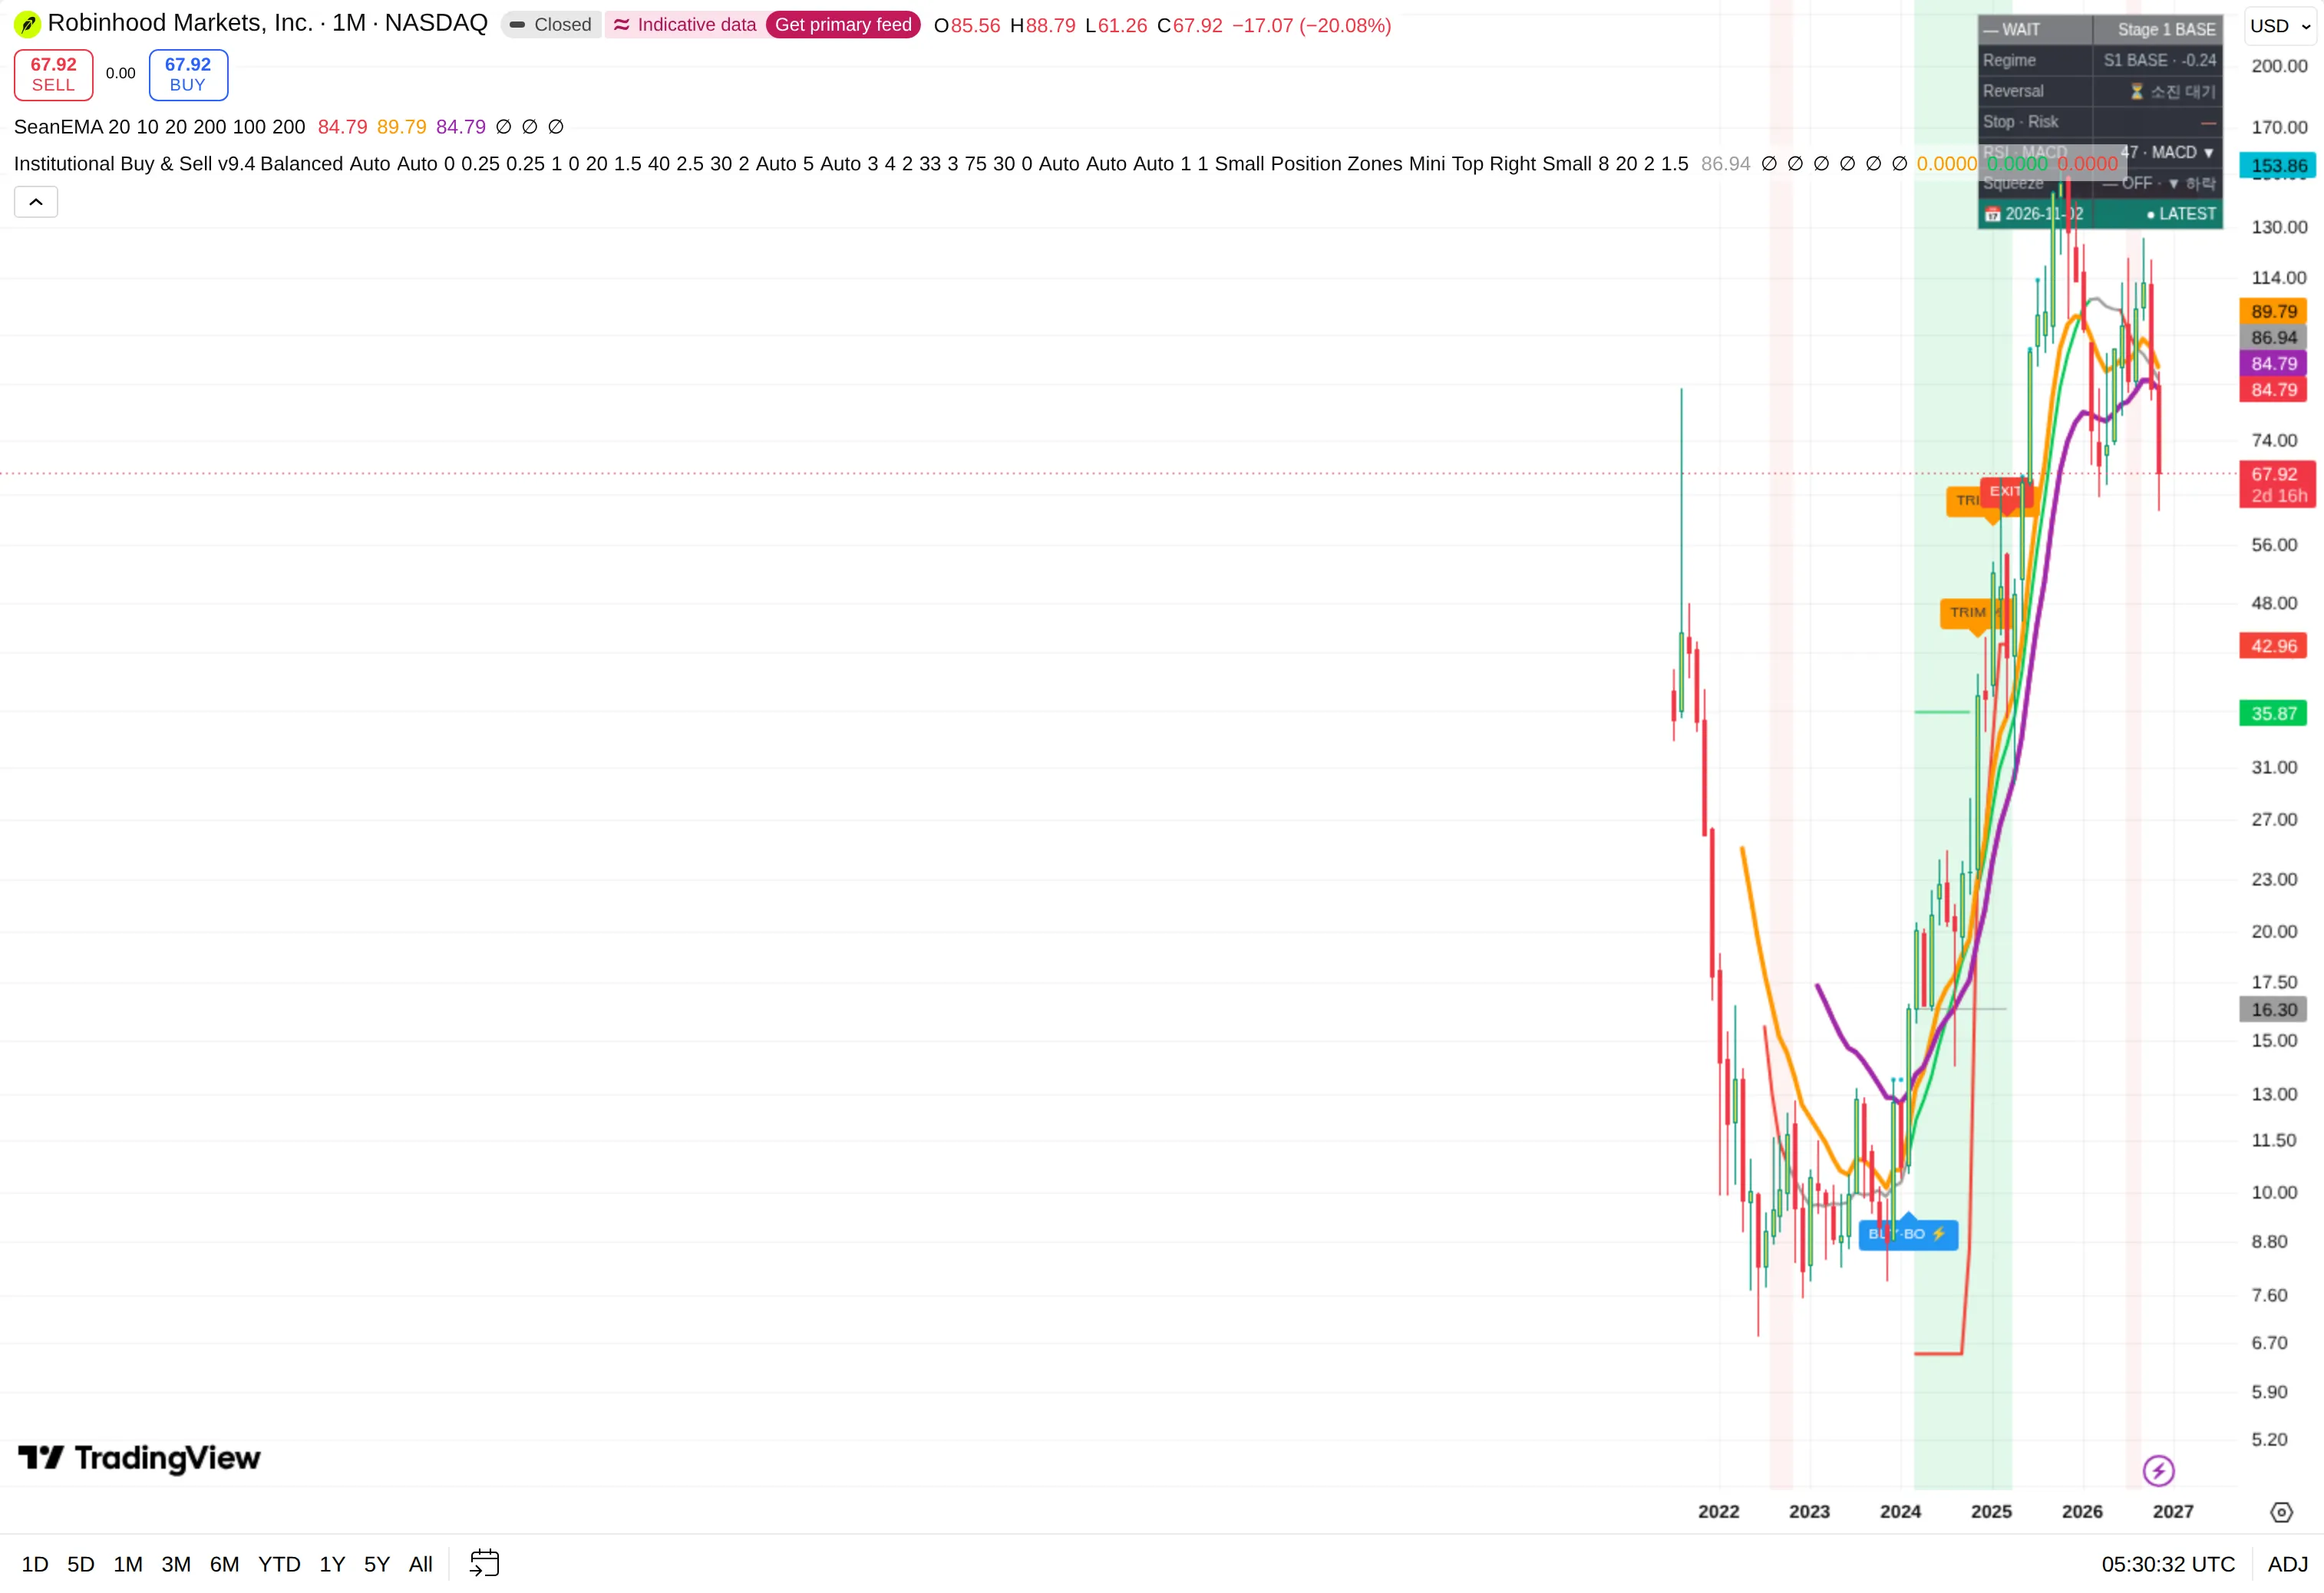 Robinhood Markets, Inc. · 1M · NASDAQ Closed Indicative data Get primary feed O85.56 H88.79 L61.26 C67.92 −17.07 (−20.08%)
67.92 SELL 0.00 67.92 BUY
SeanEMA 20 10 20 200 100 200 84.79 89.79 84.79 ∅ ∅ ∅
Institutional Buy & Sell v9.4 Balanced Auto Auto 0 0.25 0.25 1 0 20 1.5 40 2.5 30 2 Auto 5 Auto 3 4 2 33 3 75 30 0 Auto Auto Auto 1 1 Small Position Zones Mini Top Right Small 8 20 2 1.5 86.94 ∅ ∅ ∅ ∅ ∅ ∅ 0.0000 0.0000 0.0000
— WAIT Stage 1 BASE
Regime S1 BASE · -0.24
Reversal ⏳ 소진 대기
Stop · Risk —
RSI · MACD 47 · MACD ▼
Squeeze — OFF · ▼ 하락
📅 2026-11-02 ● LATEST
USD
200.00
170.00
153.86
130.00
114.00
89.79
86.94
84.79
84.79
74.00
67.92
2d 16h
56.00
48.00
42.96
35.87
31.00
27.00
23.00
20.00
17.50
16.30
15.00
13.00
11.50
10.00
8.80
7.60
6.70
5.90
5.20
EXIT
TRIM
BUY-BO ⚡
TradingView
2022 2023 2024 2025 2026 2027
1D 5D 1M 3M 6M YTD 1Y 5Y All 05:30:32 UTC ADJ